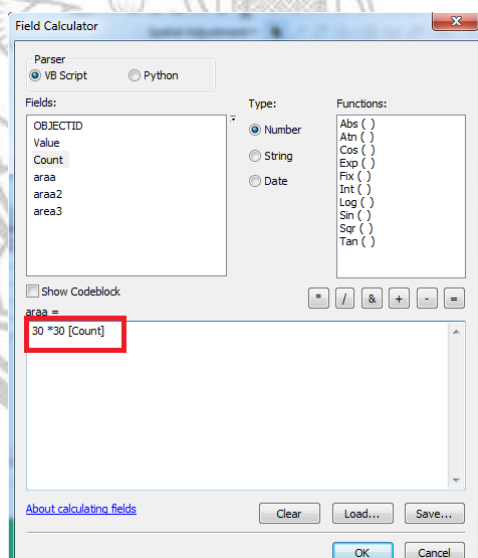 Field Calculator
Parser
VB Script Python
Fields: Type: Functions:
OBJECTID
Value
Count
araa
araa2
area3
Number
String
Date
Abs ( )
Atn ( )
Cos ( )
Exp ( )
Fix ( )
Int ( )
Log ( )
Sin ( )
Sqr ( )
Tan ( )
Show Codeblock
* / & + - =
araa =
30 *30 [Count]
About calculating fields Clear Load... Save...
OK Cancel